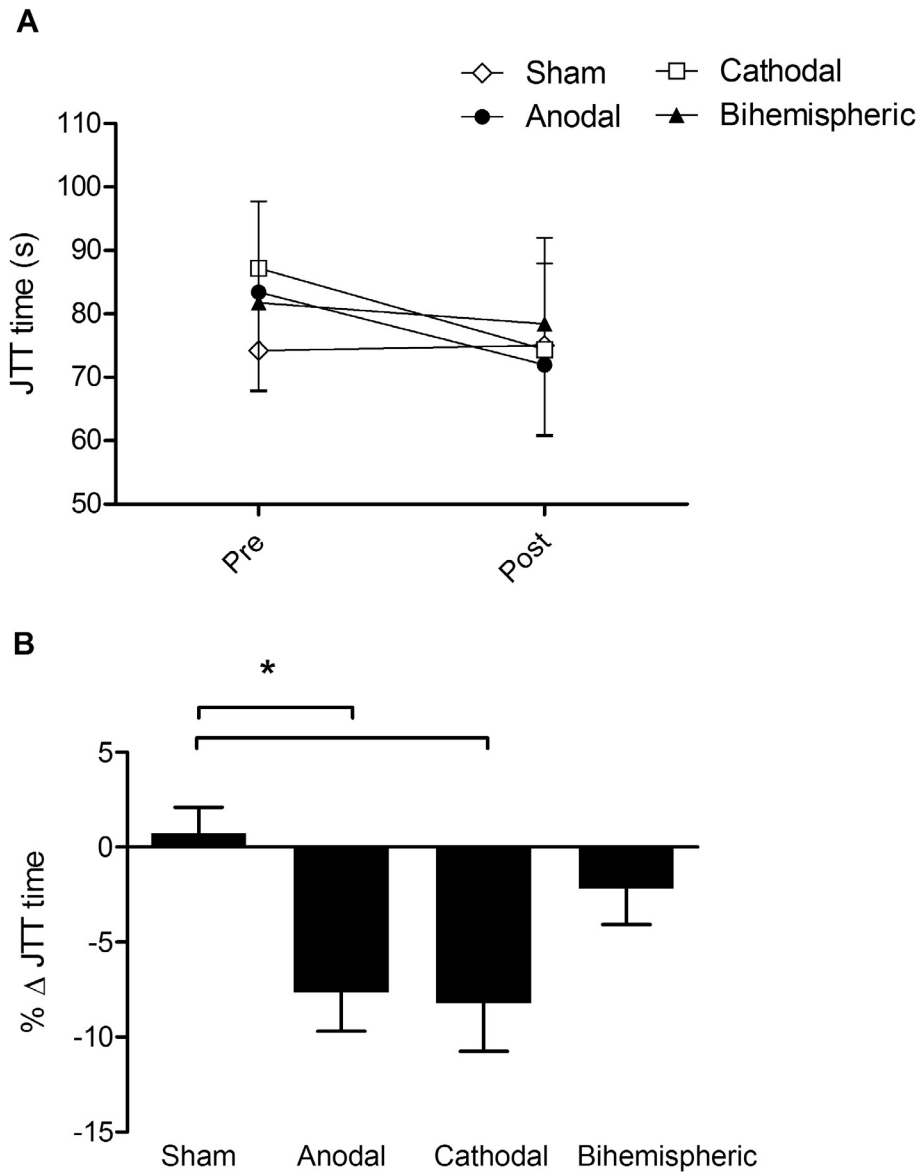 A
Sham
Cathodal
Anodal
Bihemispheric
110
100
90
80
70
60
50
JTT time (s)
Pre
Post
B
*
5
0
-5
-10
-15
% Δ JTT time
Sham
Anodal
Cathodal
Bihemispheric